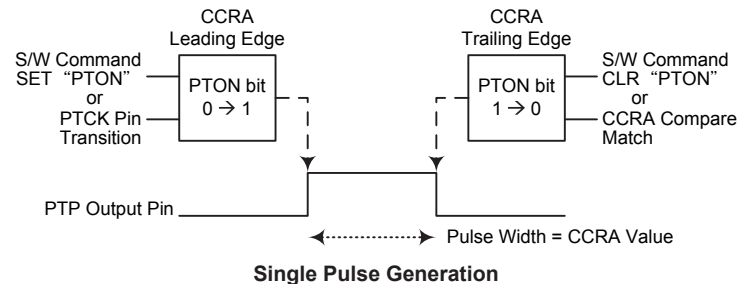 CCRA
Leading Edge
CCRA
Trailing Edge
S/W Command
SET “PTON”
or
PTCK Pin
Transition
PTON bit
0 → 1
PTON bit
1 → 0
S/W Command
CLR “PTON”
or
CCRA Compare
Match
PTP Output Pin
Pulse Width = CCRA Value
Single Pulse Generation